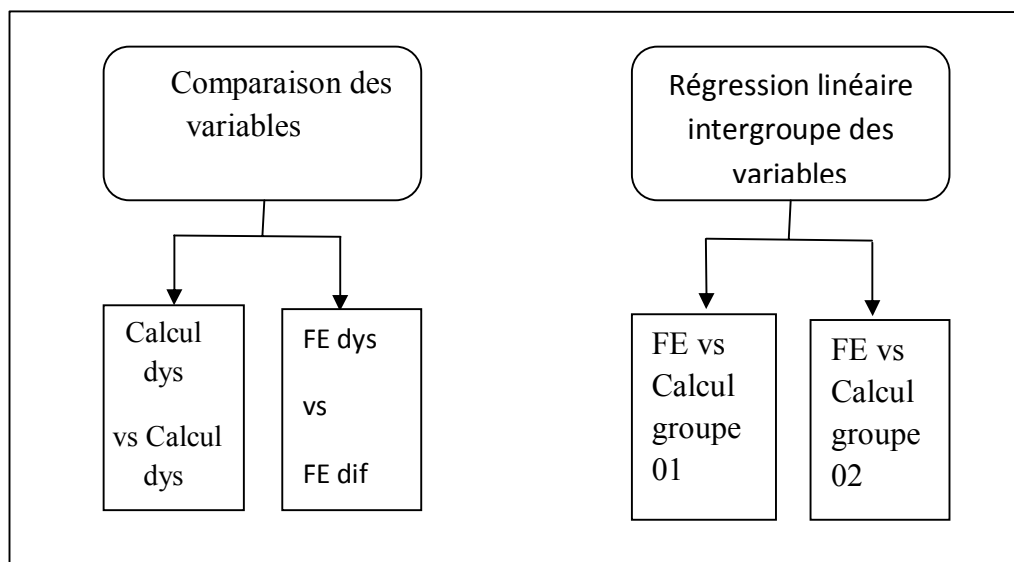 Comparaison des
variables
Régression linéaire
intergroupe des
variables
Calcul
dys
vs Calcul
dys
FE dys
vs
FE dif
FE vs
Calcul
groupe
01
FE vs
Calcul
groupe
02